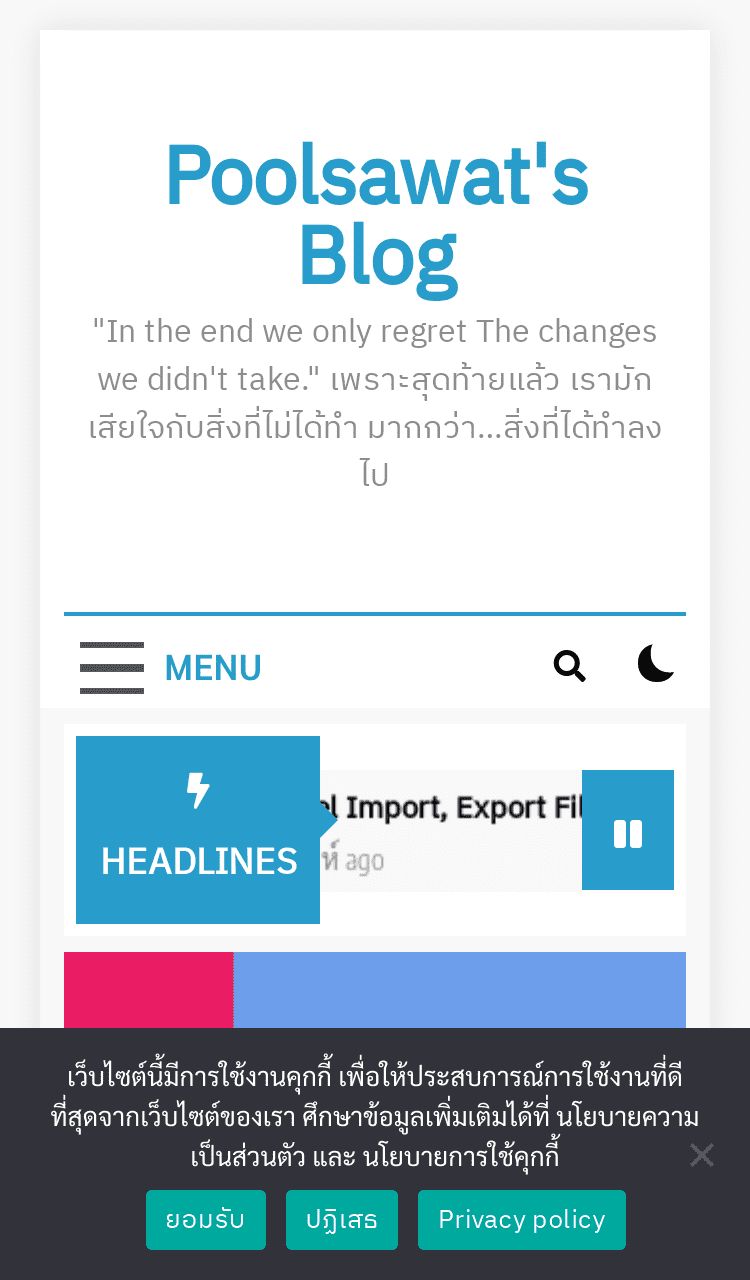 Poolsawat's
Blog
"In the end we only regret The changes
we didn't take." เพราะสุดท้ายแล้ว เรามัก
เสียใจกับสิ่งที่ไม่ได้ทำ มากกว่า...สิ่งที่ได้ทำลง
ไป
MENU
HEADLINES
Import, Export
ago
เว็บไซต์นี้มีการใช้งานคุกกี้ เพื่อให้ประสบการณ์การใช้งานที่ดี
ที่สุดจากเว็บไซต์ของเรา ศึกษาข้อมูลเพิ่มเติมได้ที่ นโยบายความ
เป็นส่วนตัว และ นโยบายการใช้คุกกี้
ยอมรับ ปฏิเสธ Privacy policy